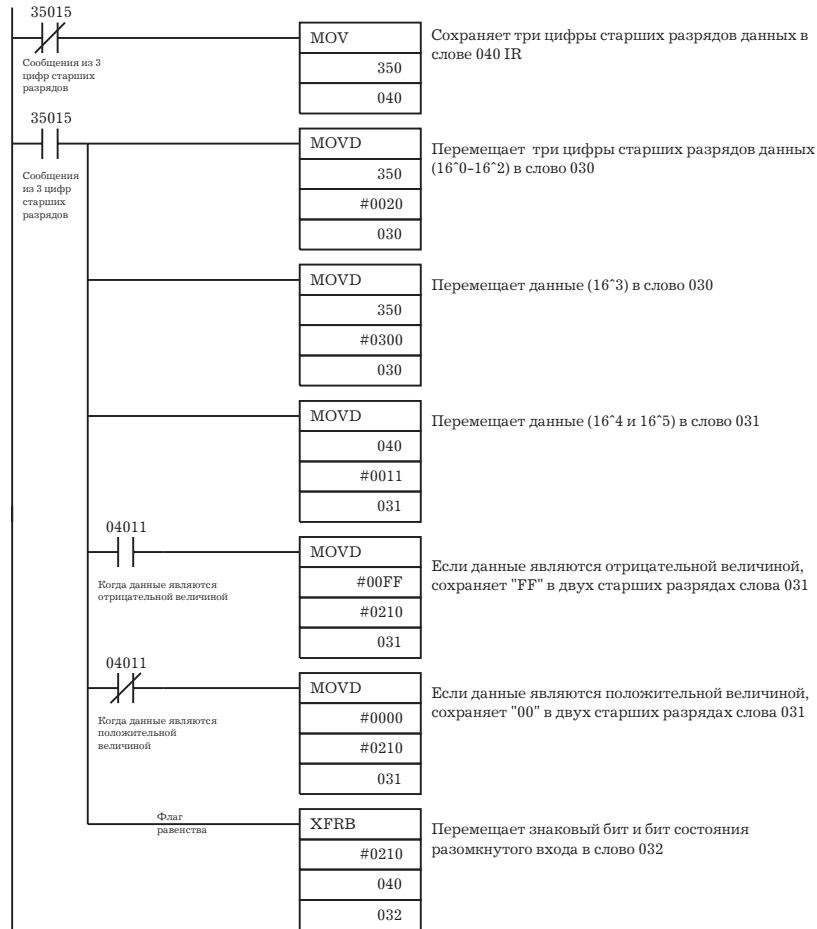 35015
MOV
350
040
Сохраняет три цифры старших разрядов данных в
слове 040 IR
Сообщения из 3
цифр старших
разрядов
35015
MOVD
350
#0020
030
Перемещает три цифры старших разрядов данных
(16^0-16^2) в слово 030
Сообщения
из 3 цифр
старших
разрядов
MOVD
350
#0300
030
Перемещает данные (16^3) в слово 030
MOVD
040
#0011
031
Перемещает данные (16^4 и 16^5) в слово 031
04011
MOVD
#00FF
#0210
031
Если данные являются отрицательной величиной,
сохраняет "FF" в двух старших разрядах слова 031
Когда данные являются
отрицательной величиной
04011
MOVD
#0000
#0210
031
Если данные являются положительной величиной,
сохраняет "00" в двух старших разрядах слова 031
Когда данные являются
положительной
величиной
Флаг
равенства
XFRB
#0210
040
032
Перемещает знаковый бит и бит состояния
разомкнутого входа в слово 032